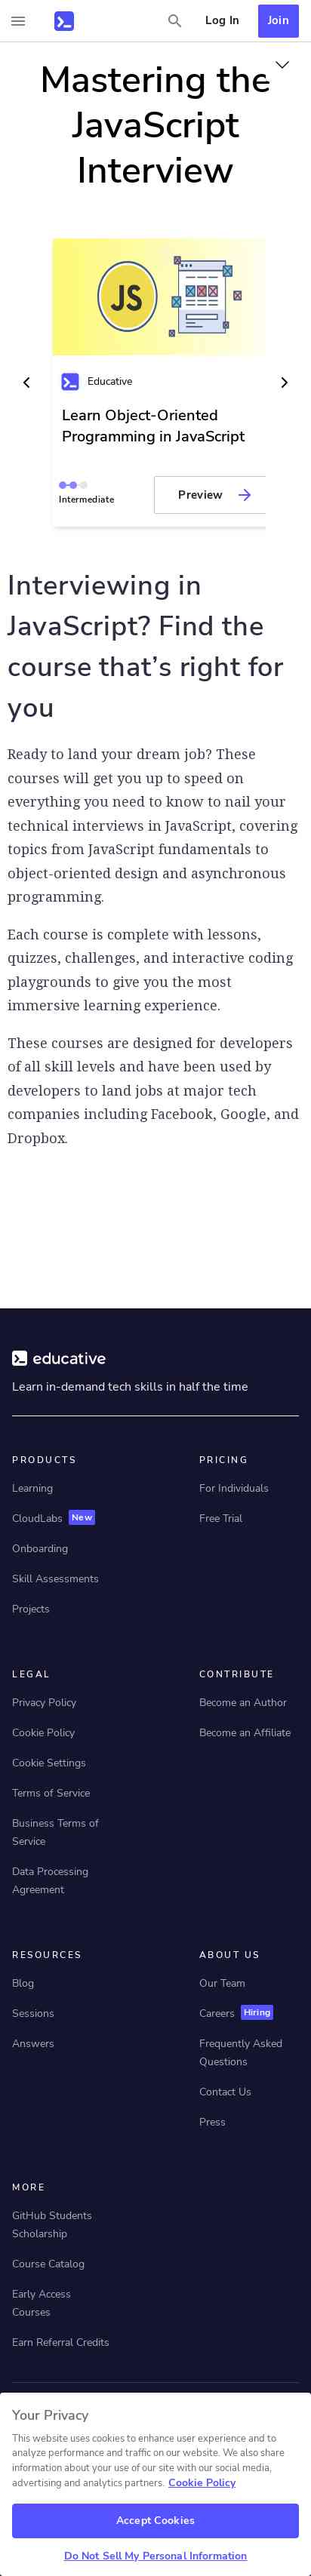 Log In
Join
Mastering the
JavaScript
Interview
JS
Educative
Learn Object-Oriented
Programming in JavaScript
Intermediate
Preview
Interviewing in
JavaScript? Find the
course that’s right for
you
Ready to land your dream job? These
courses will get you up to speed on
everything you need to know to nail your
technical interviews in JavaScript, covering
topics from JavaScript fundamentals to
object-oriented design and asynchronous
programming.
Each course is complete with lessons,
quizzes, challenges, and interactive coding
playgrounds to give you the most
immersive learning experience.
These courses are designed for developers
of all skill levels and have been used by
developers to land jobs at major tech
companies including Facebook, Google, and
Dropbox.
educative
Learn in-demand tech skills in half the time
PRODUCTS
Learning
CloudLabs New
Onboarding
Skill Assessments
Projects
PRICING
For Individuals
Free Trial
LEGAL
Privacy Policy
Cookie Policy
Cookie Settings
Terms of Service
Business Terms of
Service
Data Processing
Agreement
CONTRIBUTE
Become an Author
Become an Affiliate
RESOURCES
Blog
Sessions
Answers
ABOUT US
Our Team
Careers Hiring
Frequently Asked
Questions
Contact Us
Press
MORE
GitHub Students
Scholarship
Course Catalog
Early Access
Courses
Earn Referral Credits
Your Privacy
This website uses cookies to enhance user experience and to
analyze performance and traffic on our website. We also share
information about your use of our site with our social media,
advertising and analytics partners. Cookie Policy
Accept Cookies
Do Not Sell My Personal Information